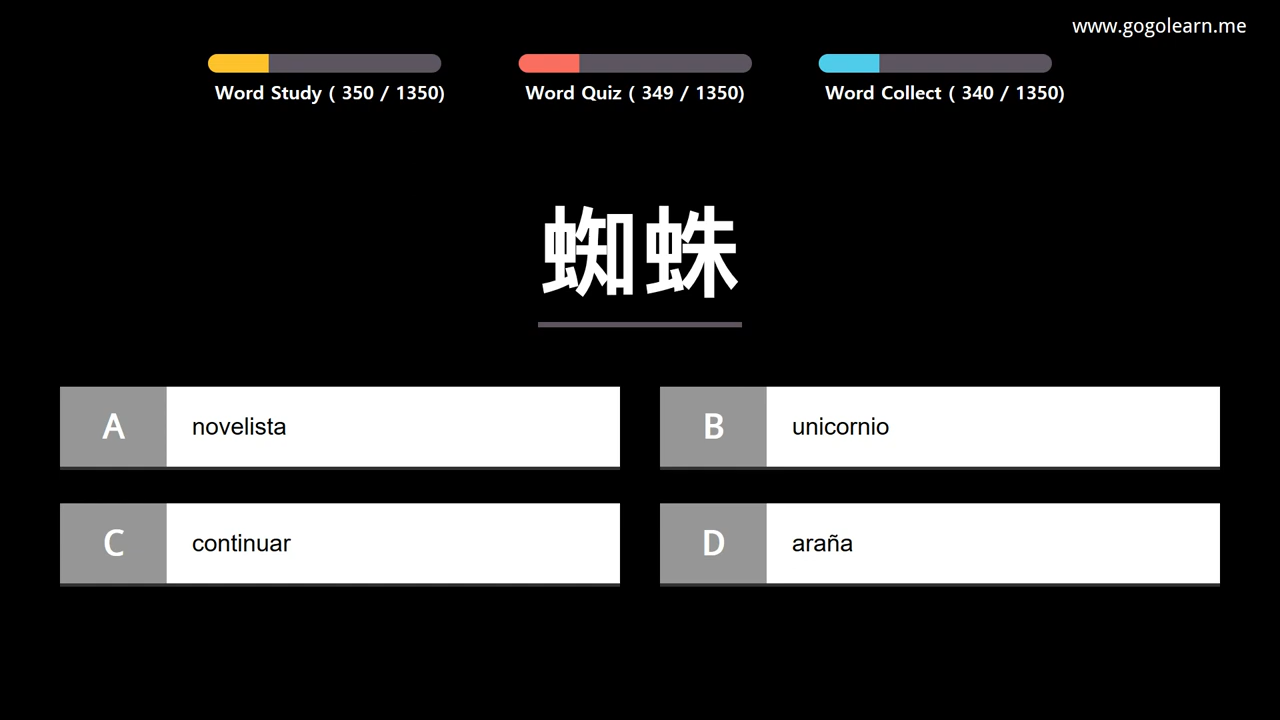 www.gogolearn.me
Word Study ( 350 / 1350)
Word Quiz ( 349 / 1350)
Word Collect ( 340 / 1350)
蜘蛛
A novelista
B unicornio
C continuar
D araña